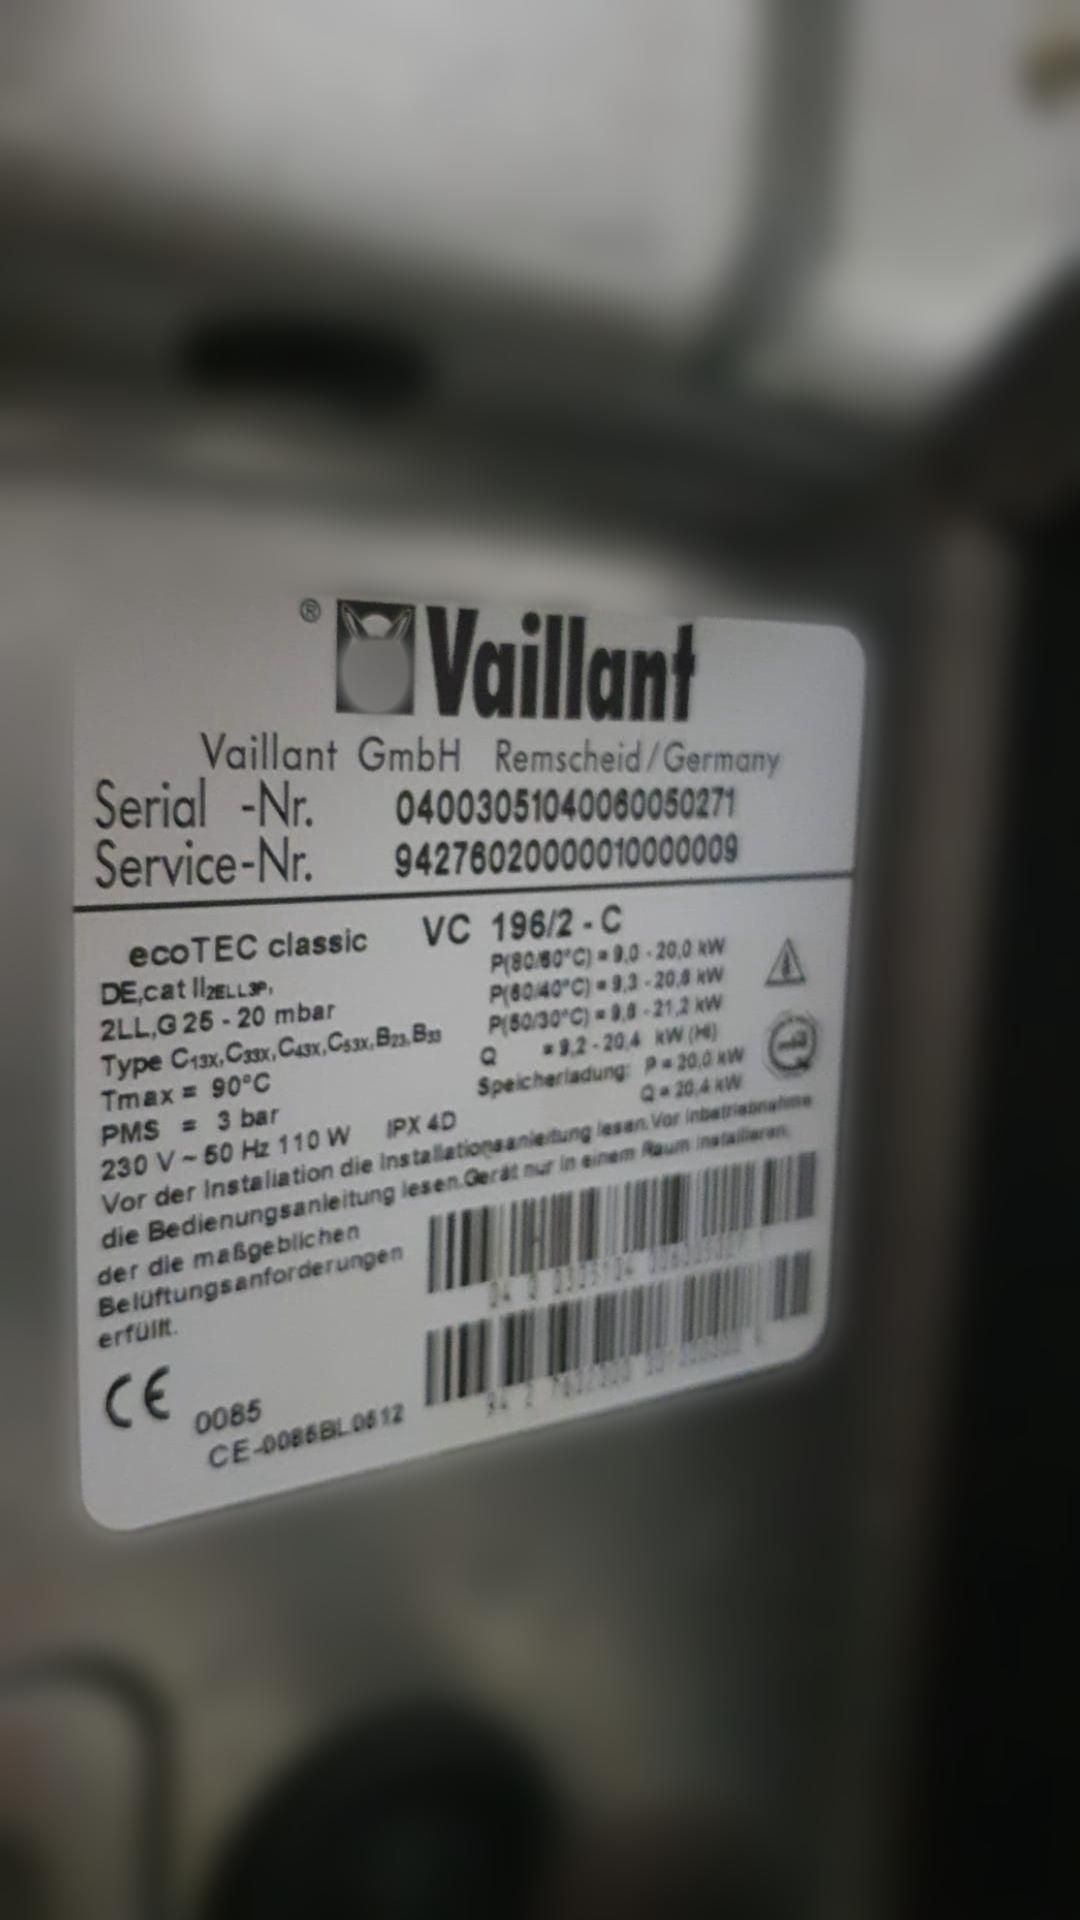 ® Vaillant
Vaillant GmbH Remscheid/Germany
Serial -Nr. 04003051040060050271
Service-Nr. 94276020000010000009
ecoTEC classic VC 196/2 - C
DE,cat II2ELL3P,
2LL,G 25 - 20 mbar
Type C13X,C33X,C43X,C53X,B23,B33
Tmax = 90°C
PMS = 3 bar
230 V ~ 50 Hz 110 W IPX 4D
P(80/60°C) = 9,0 - 20,0 kW
P(60/40°C) = 9,3 - 20,8 kW
P(50/30°C) = 9,6 - 21,2 kW
Q = 9,2 - 20,4 kW (Hi)
Speicherladung: P = 20,0 kW
Q = 20,4 kW
Vor der Installation die Installationsanleitung lesen.Vor Inbetriebnahme
die Bedienungsanleitung lesen.Gerät nur in einem Raum installieren,
der die maßgeblichen
Belüftungsanforderungen
erfüllt.
CE 0085
CE-0085BL0512